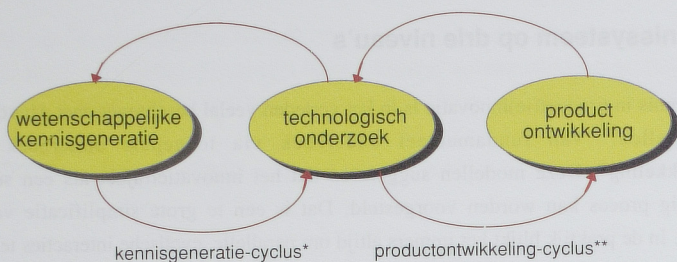 wetenschappelijke
kennisgeneratie
technologisch
onderzoek
product
ontwikkeling
kennisgeneratie-cyclus*
productontwikkeling-cyclus**